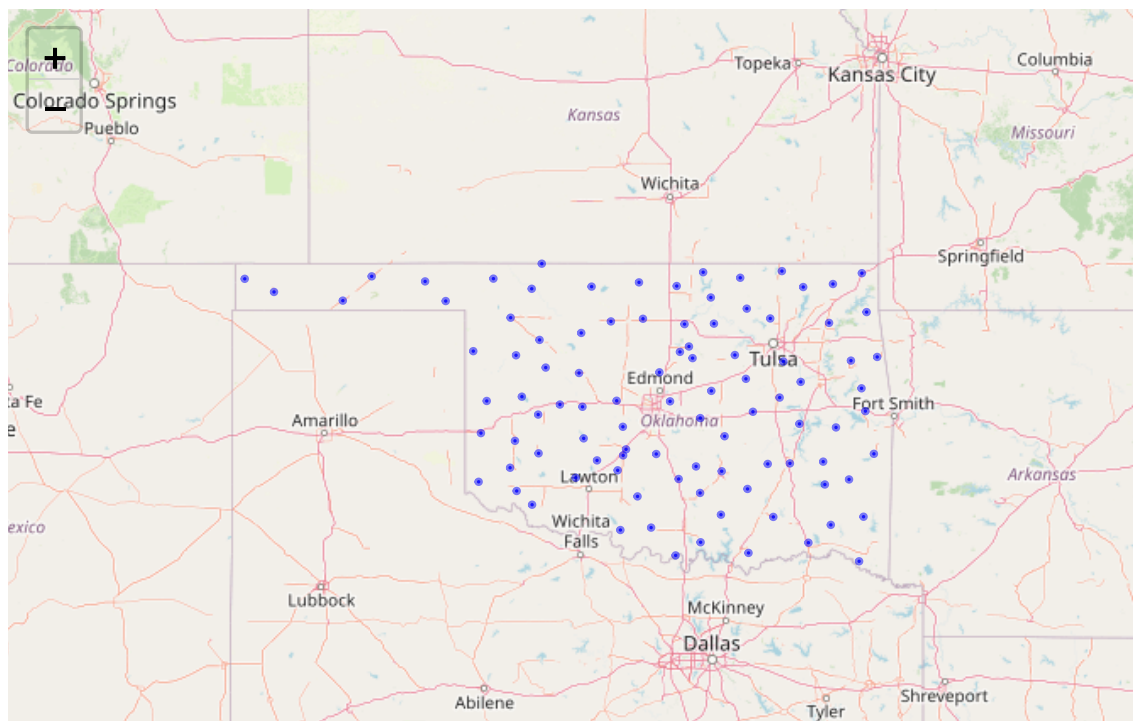 +
−
Colorado
Colorado Springs
Pueblo
Topeka
Kansas City
Columbia
Kansas
Missouri
Wichita
Springfield
Tulsa
Edmond
ta Fe
e
Amarillo
Oklahoma
Fort Smith
Lawton
Arkansas
exico
Wichita
Falls
Lubbock
McKinney
Dallas
Abilene
Shreveport
Tyler